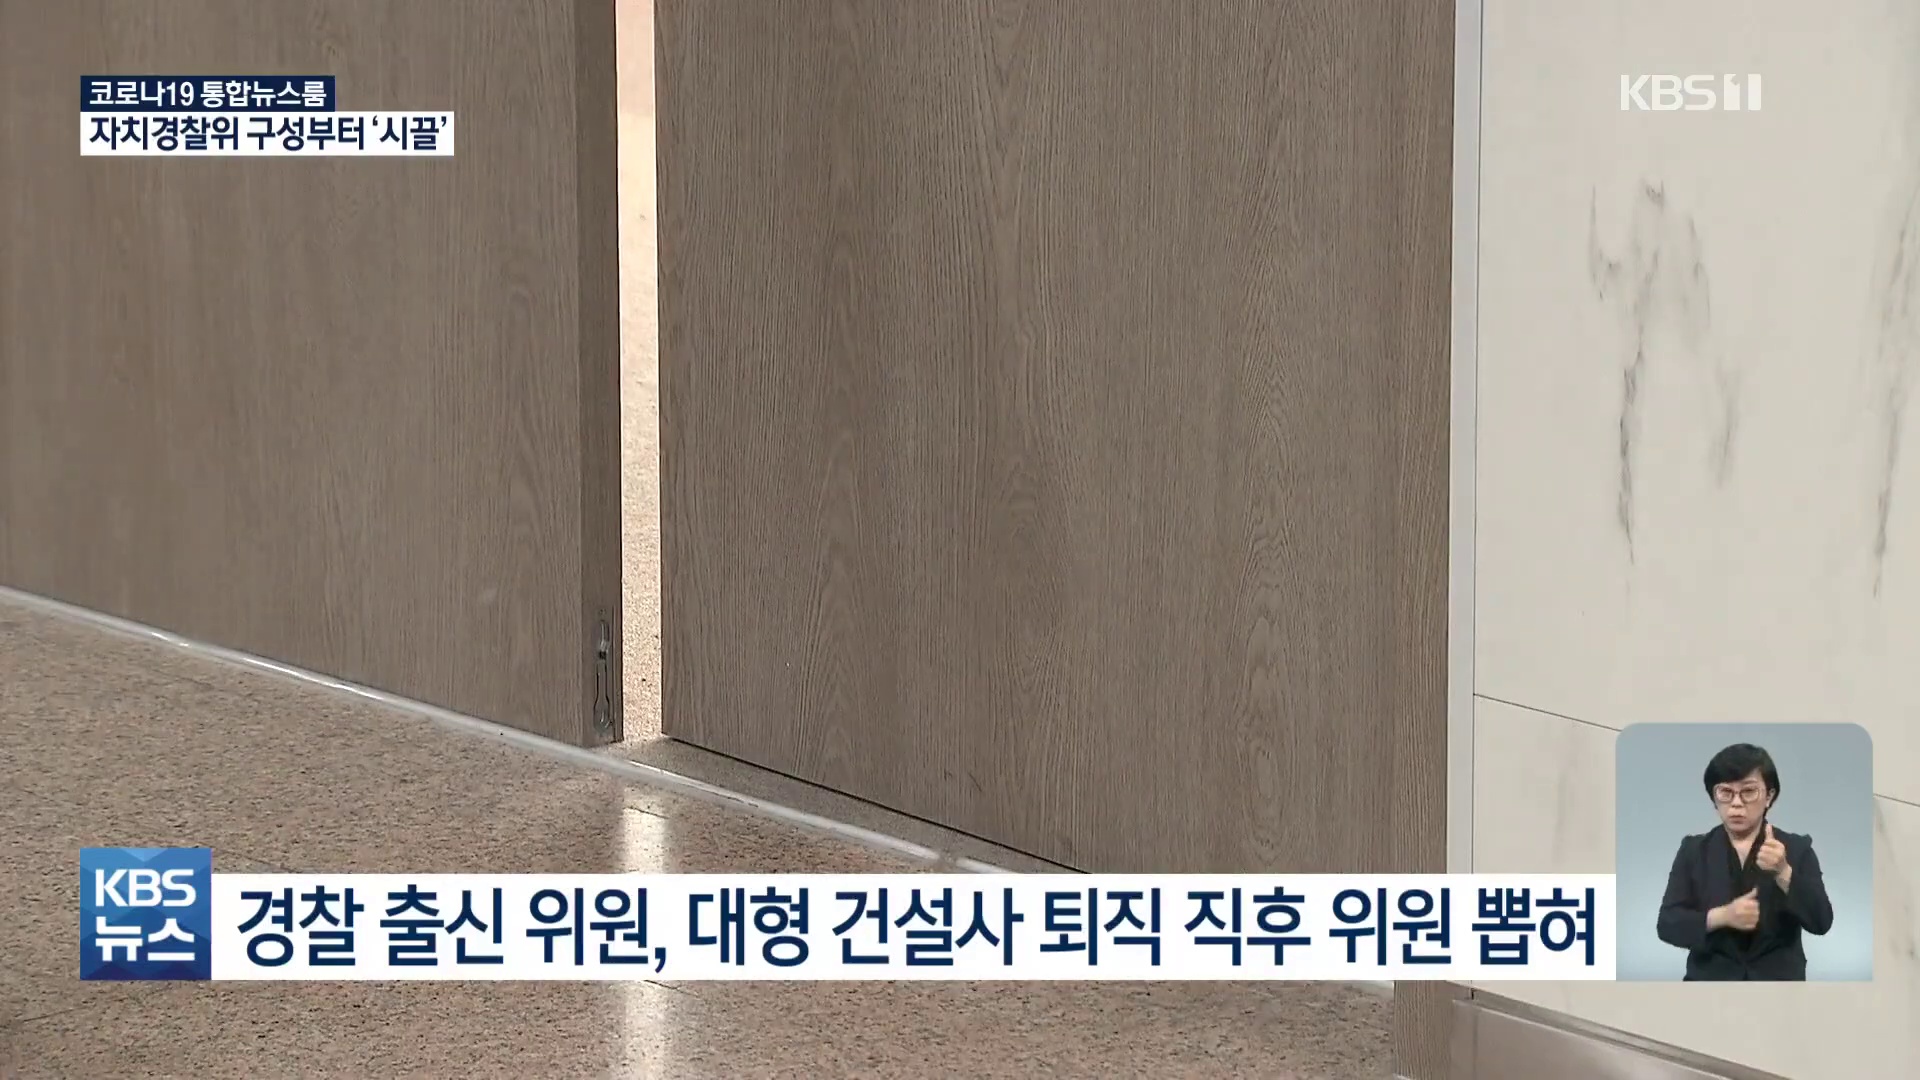 코로나19 통합뉴스룸
자치경찰위 구성부터 ‘시끌’
KBS 1
KBS
뉴스
경찰 출신 위원, 대형 건설사 퇴직 직후 위원 뽑혀